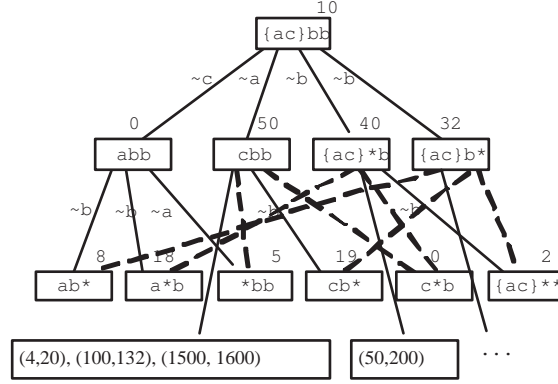 10
{ac}bb
~c ~a ~b ~b
0 50 40 32
abb cbb {ac}*b {ac}b*
~b ~b ~a ~b ~b
8 18 5 19 0 2
ab* a*b *bb cb* c*b {ac}**
(4,20), (100,132), (1500, 1600) (50,200) ...